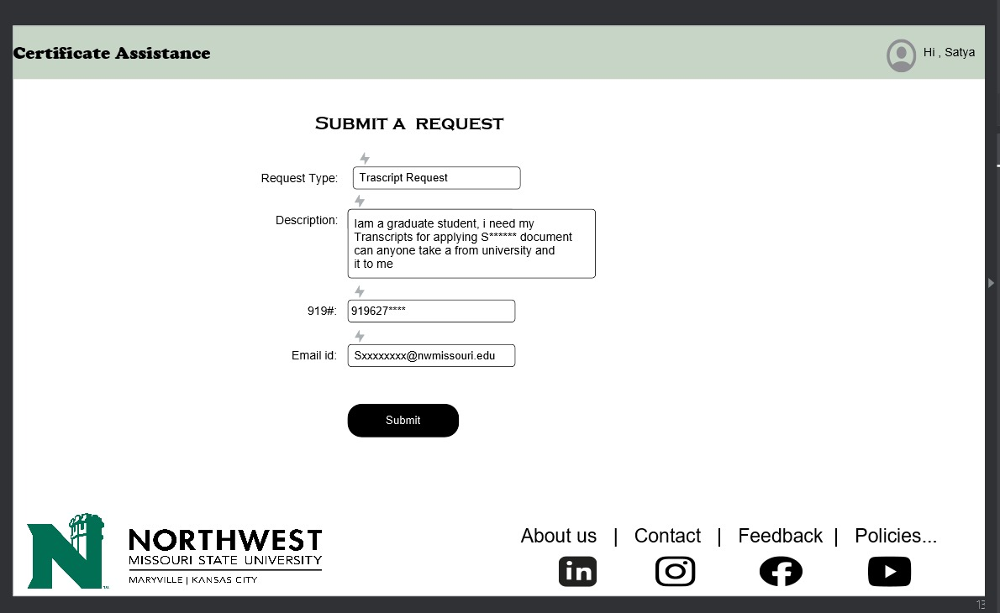 Certificate Assistance
Hi , Satya
SUBMIT A REQUEST
Request Type: Trascript Request
Description: Iam a graduate student, i need my
Transcripts for applying S****** document
can anyone take a from university and
it to me
919#: 919627****
Email id: Sxxxxxxxx@nwmissouri.edu
Submit
NORTHWEST
MISSOURI STATE UNIVERSITY
MARYVILLE | KANSAS CITY
About us | Contact | Feedback | Policies...
13